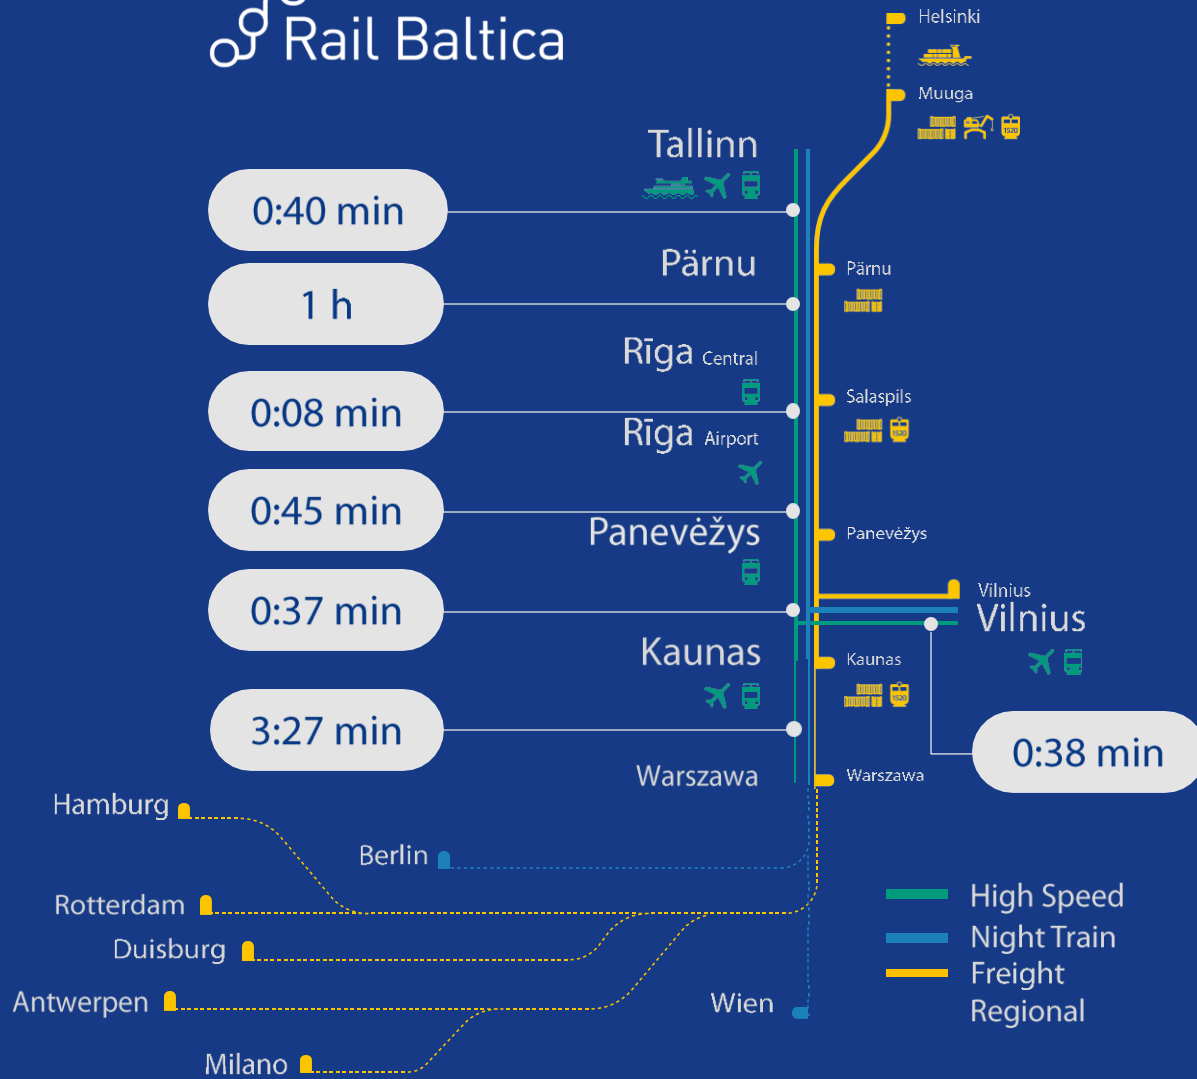 Rail Baltica
Helsinki
Muuga
1520
Tallinn
0:40 min
Pärnu
Pärnu
1 h
Rīga Central
Salaspils
1520
0:08 min
Rīga Airport
0:45 min
Panevėžys
Panevėžys
Vilnius
Vilnius
0:37 min
Kaunas
Kaunas
1520
3:27 min
0:38 min
Warszawa
Warszawa
Hamburg
Berlin
Rotterdam
Duisburg
Antwerpen
Wien
Milano
High Speed
Night Train
Freight
Regional